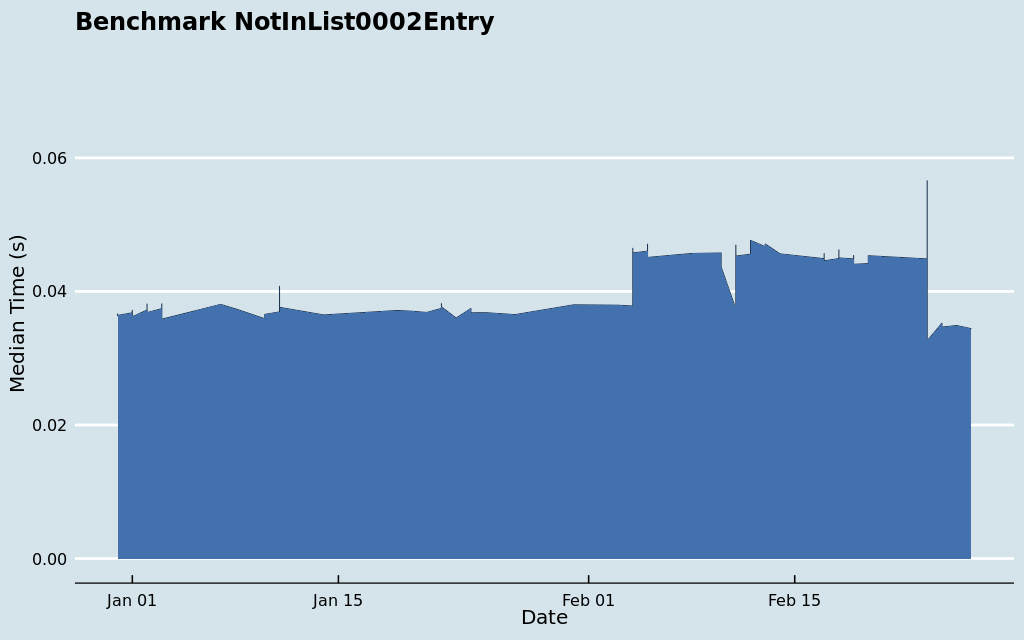 Benchmark NotInList0002Entry
0.06
0.04
0.02
0.00
Median Time (s)
Jan 01
Jan 15
Feb 01
Feb 15
Date